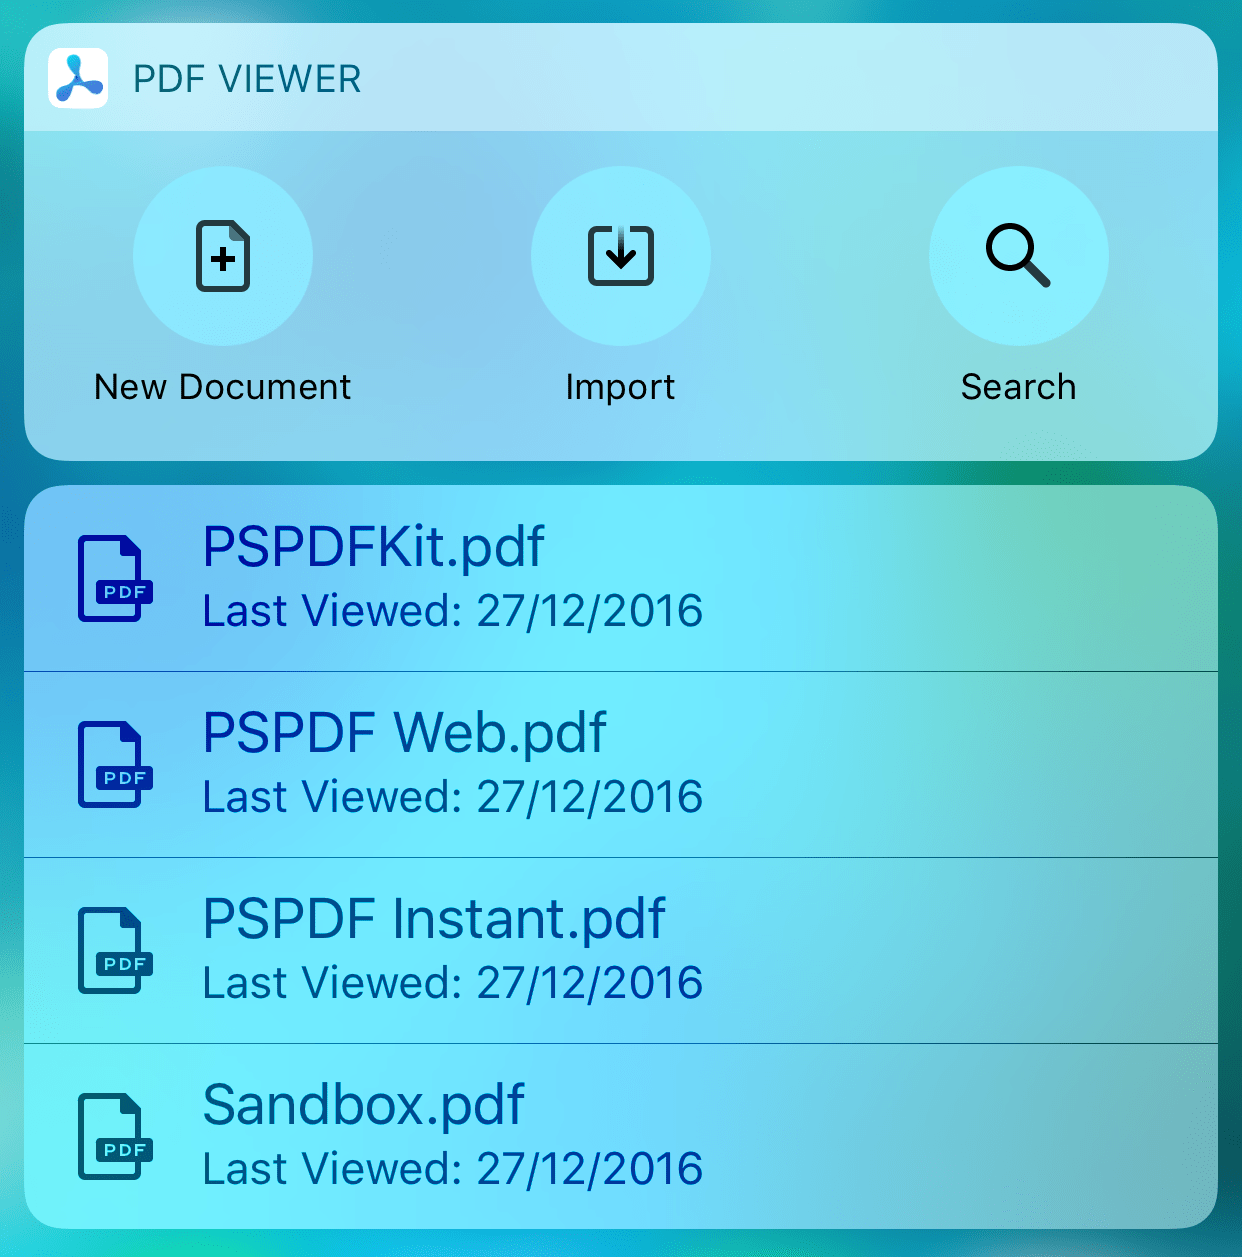 PDF VIEWER
New Document
Import
Search
PSPDFKit.pdf
PDF
Last Viewed: 27/12/2016
PSPDF Web.pdf
PDF
Last Viewed: 27/12/2016
PSPDF Instant.pdf
PDF
Last Viewed: 27/12/2016
Sandbox.pdf
PDF
Last Viewed: 27/12/2016